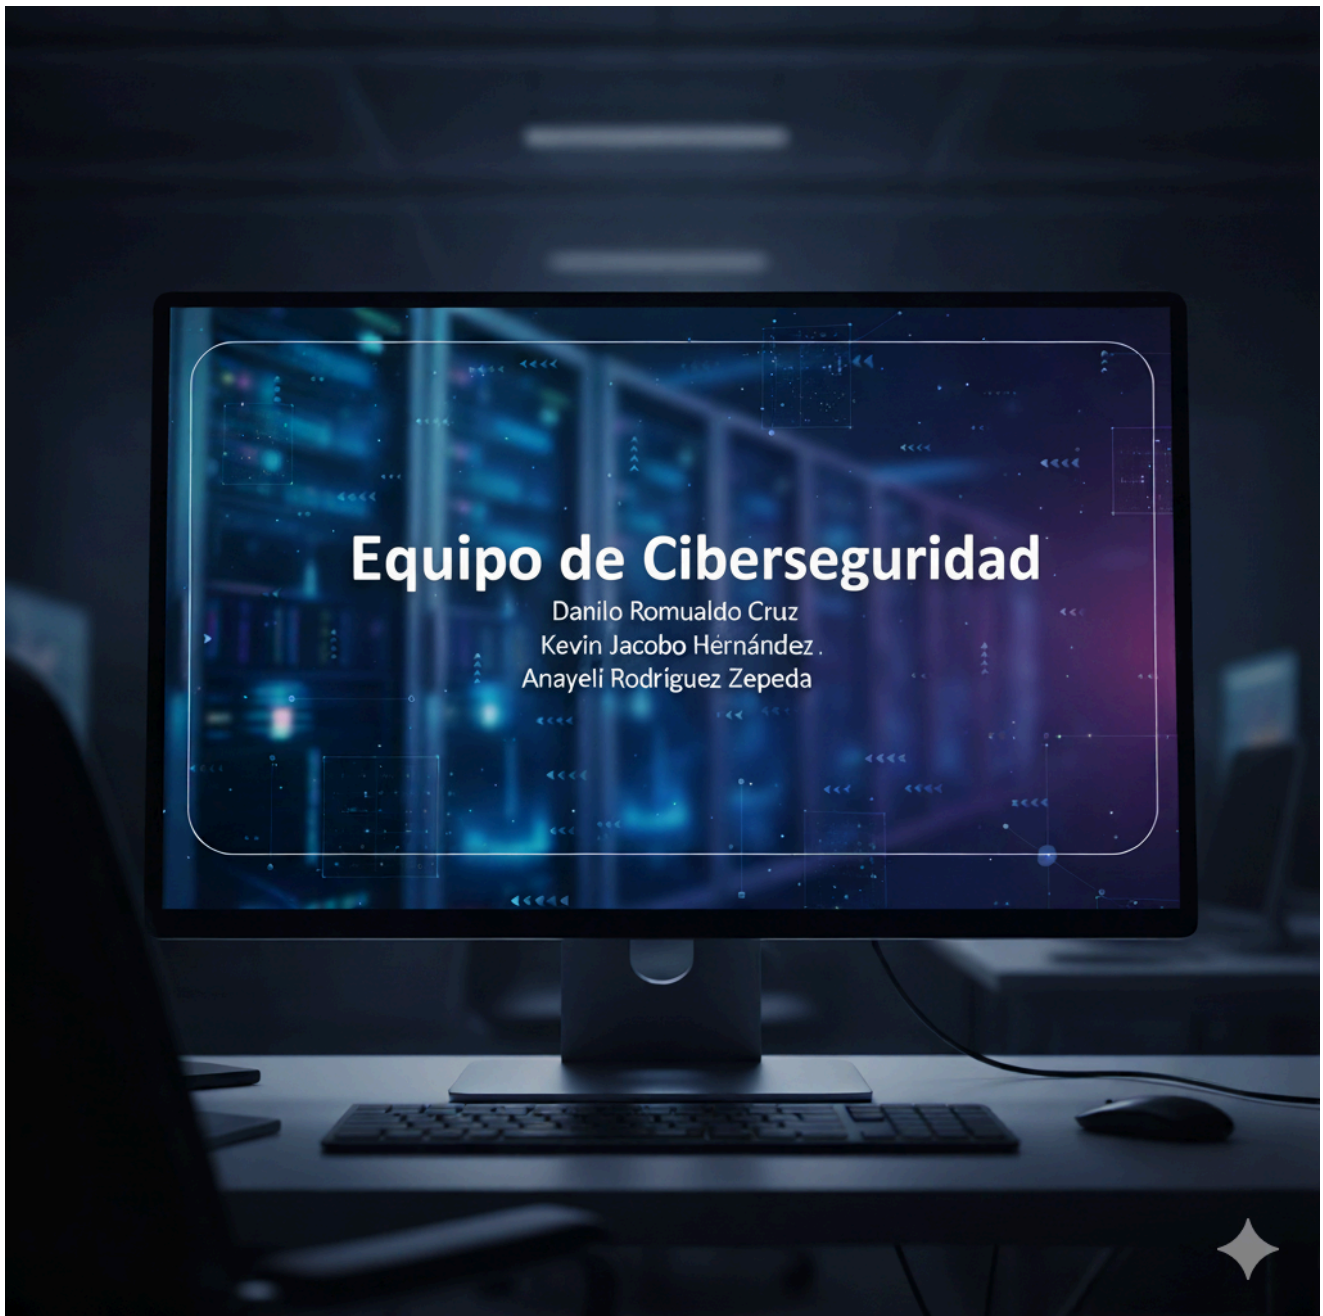 Equipo de Ciberseguridad
Danilo Romualdo Cruz
Kevin Jacobo Hernández.
Anayeli Rodríguez Zepeda